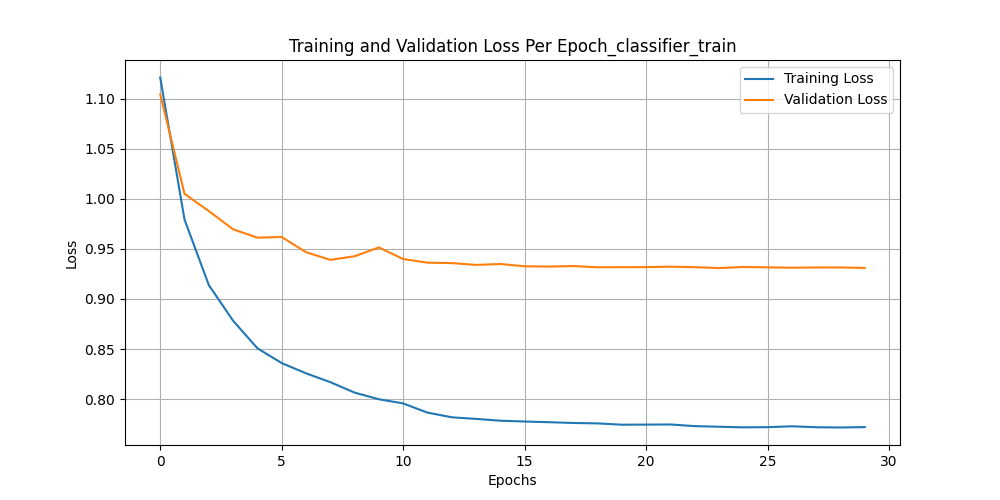 Training and Validation Loss Per Epoch_classifier_train
Training Loss
Validation Loss
1.10
1.05
1.00
0.95
0.90
0.85
0.80
Loss
0 5 10 15 20 25 30
Epochs